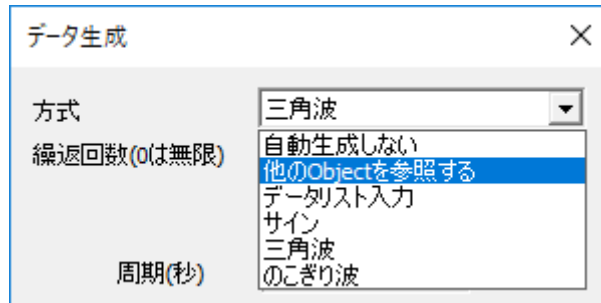 データ生成
方式
三角波
繰返回数(0は無限)
自動生成しない
他のObjectを参照する
データリスト入力
サイン
三角波
のこぎり波
周期(秒)